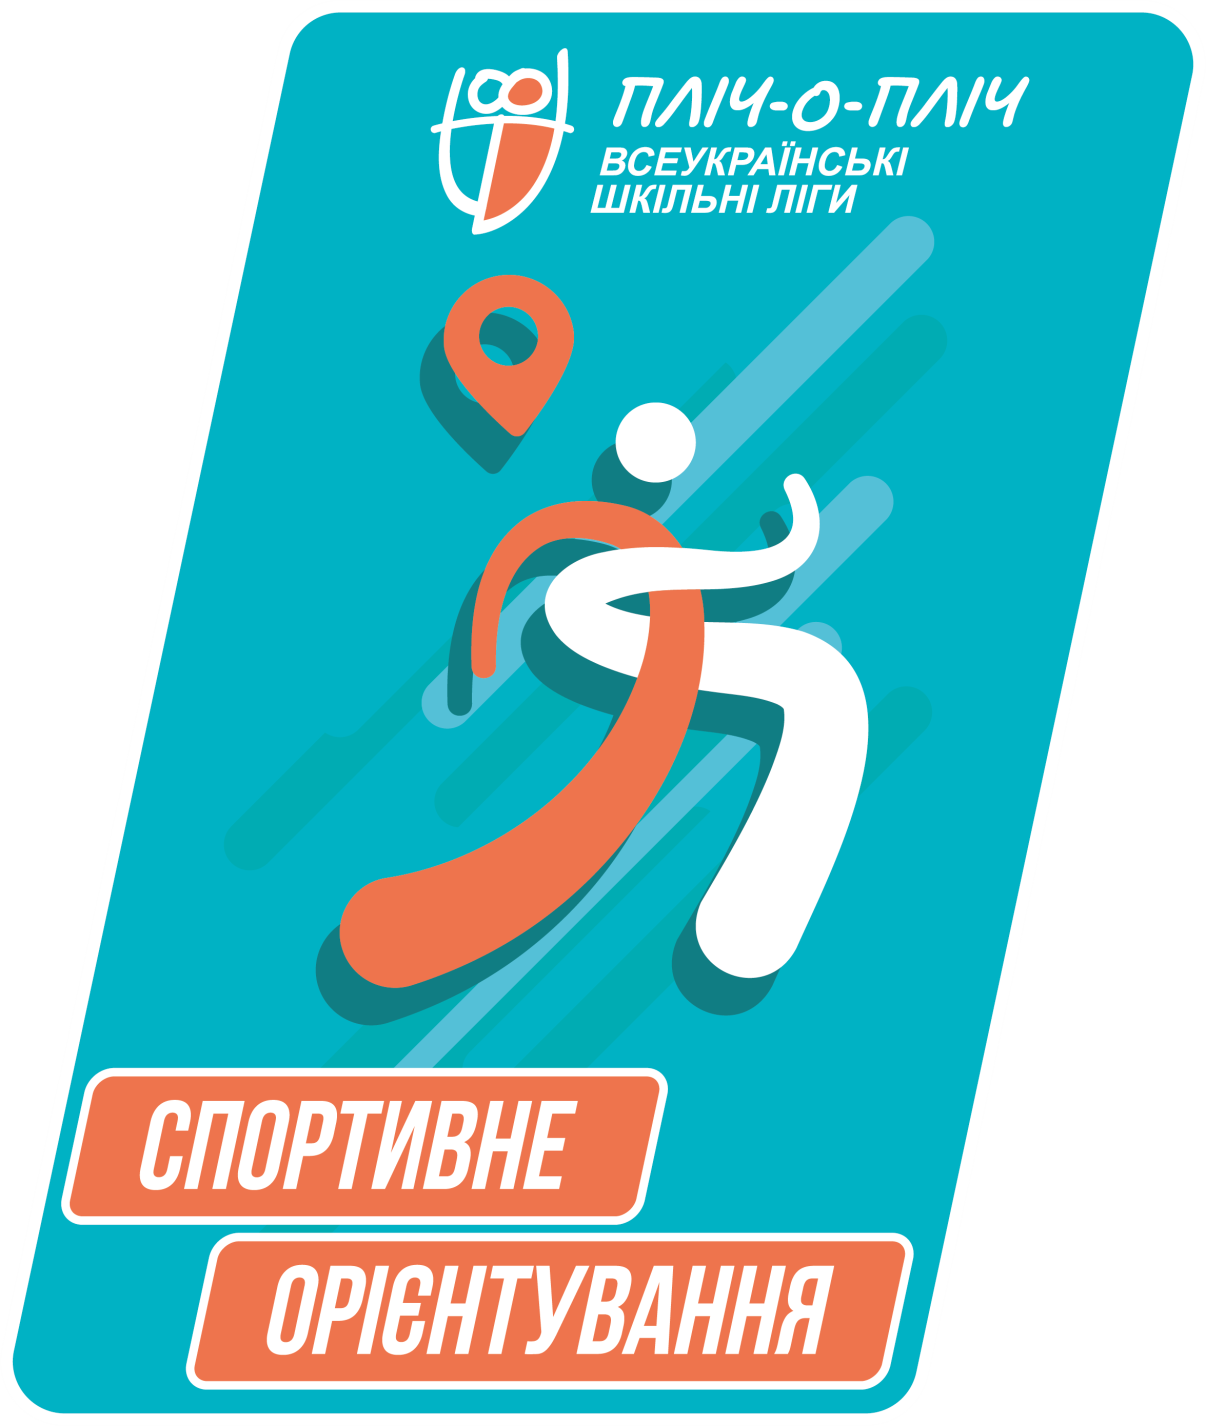 ПЛІЧ-О-ПЛІЧ
ВСЕУКРАЇНСЬКІ
ШКІЛЬНІ ЛІГИ
СПОРТИВНЕ
ОРІЄНТУВАННЯ